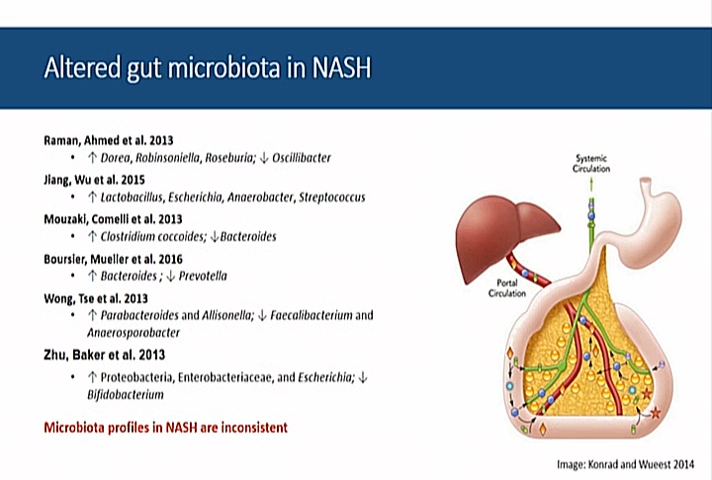 Altered gut microbiota in NASH
Raman, Ahmed et al. 2013
• ↑ Dorea, Robinsoniella, Roseburia; ↓ Oscillibacter
Jiang, Wu et al. 2015
• ↑ Lactobacillus, Escherichia, Anaerobacter, Streptococcus
Mouzaki, Comelli et al. 2013
• ↑ Clostridium coccoides; ↓Bacteroides
Boursier, Mueller et al. 2016
• ↑ Bacteroides ; ↓ Prevotella
Wong, Tse et al. 2013
• ↑ Parabacteroides and Allisonella; ↓ Faecalibacterium and
Anaerosporobacter
Zhu, Baker et al. 2013
• ↑ Proteobacteria, Enterobacteriaceae, and Escherichia; ↓
Bifidobacterium
Microbiota profiles in NASH are inconsistent
Systemic
Circulation
Portal
Circulation
Image: Konrad and Wueest 2014